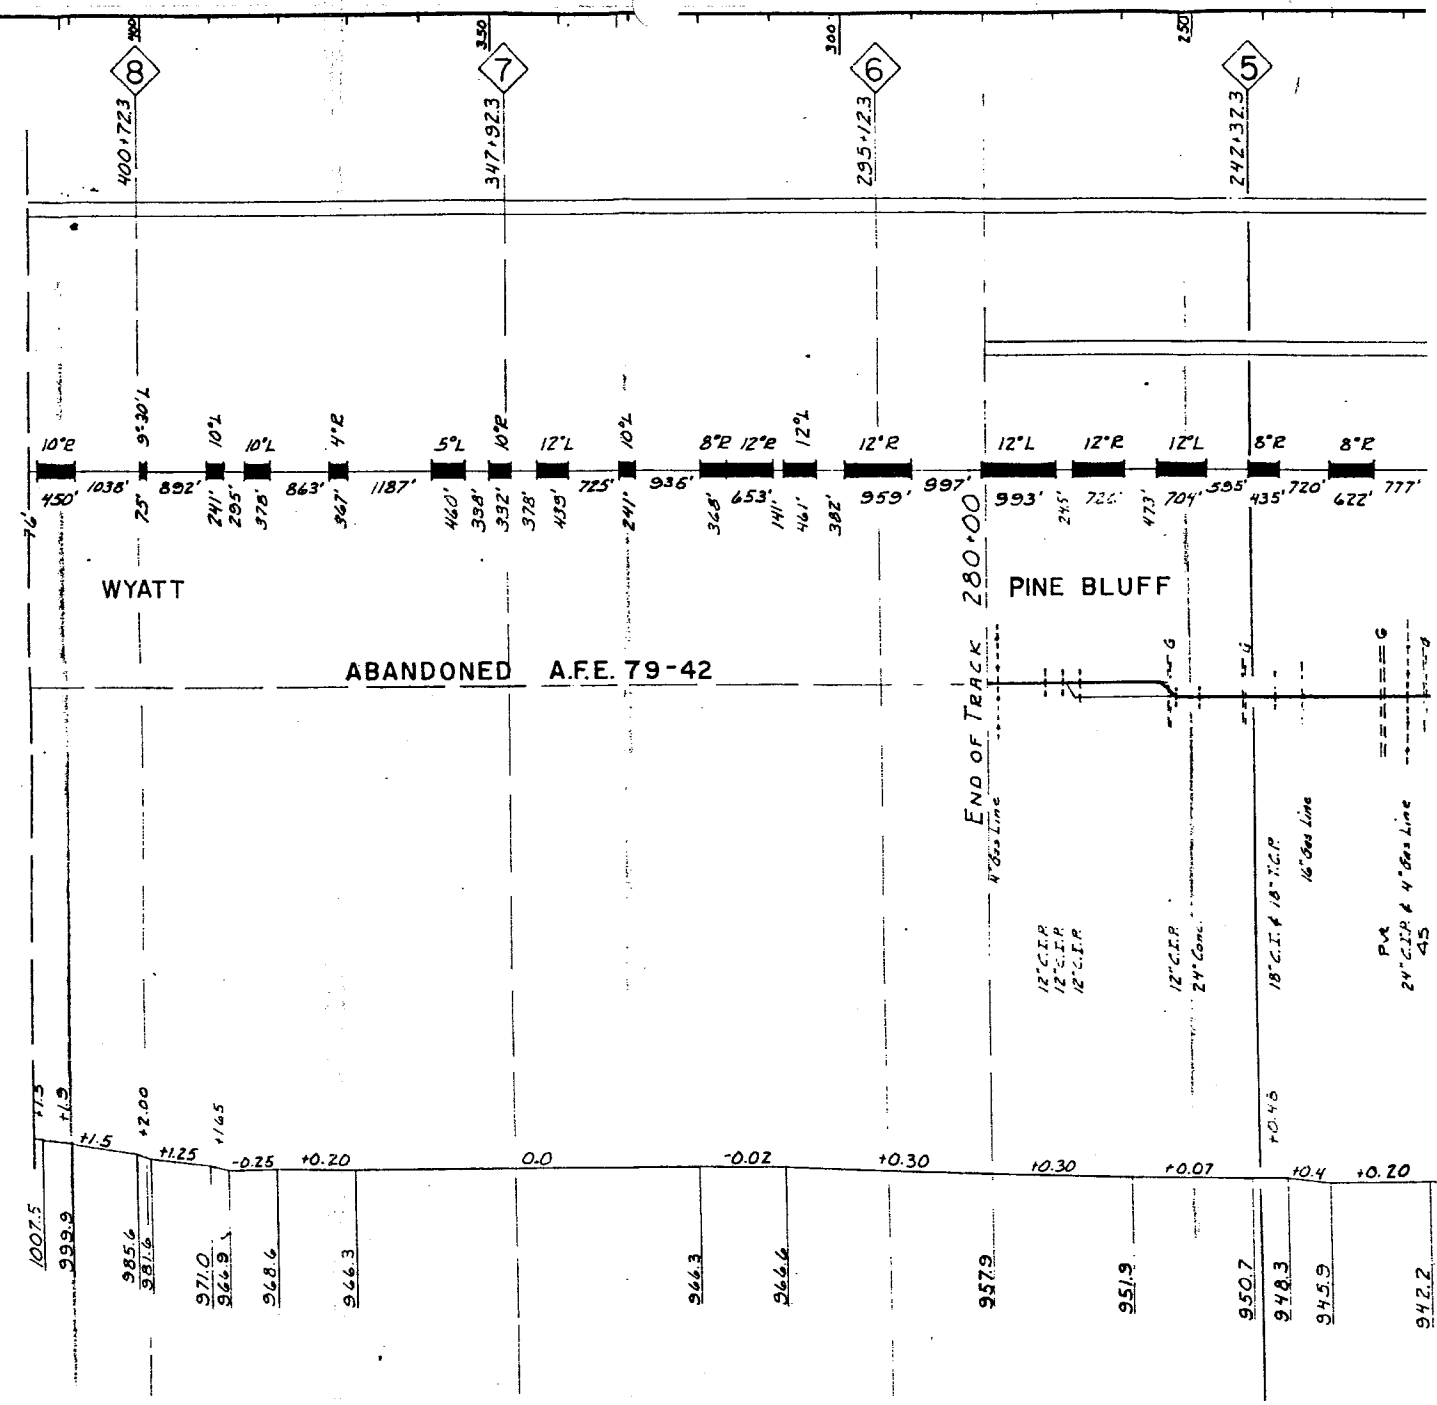 400
350
300
250
8
7
6
5
400+72.3
347+92.3
295+12.3
242+32.3
10°R
9°30'L
10°L
10°L
4°R
5°L
10°R
12°L
10°L
8°R
12°R
12°L
12°R
12°L
12°R
12°L
8°R
8°R
76'
450'
1038'
75'
892'
241'
295'
378'
863'
367'
1187'
460'
338'
332'
378'
439'
725'
241'
936'
368'
653'
141'
461'
382'
959'
997'
993'
245'
726'
473'
704'
595'
435'
720'
622'
777'
WYATT
PINE BLUFF
END OF TRACK 280+00
ABANDONED A.F.E. 79-42
G
G
G
4" Gas Line
12" C.I.P.
12" C.I.P.
12" C.I.P.
12" C.I.P.
24" Conc.
18" C.I. & 18" T.C.P.
16" Gas Line
PVR
24" C.I.P. & 4" Gas Line
45
+1.5
+1.9
+1.5
+2.00
+1.25
+1.65
-0.25
+0.20
0.0
-0.02
+0.30
+0.30
+0.07
+0.43
+0.4
+0.20
1007.5
999.9
985.6
981.6
971.0
966.9
968.6
966.3
966.3
966.6
957.9
951.9
950.7
948.3
945.9
942.2